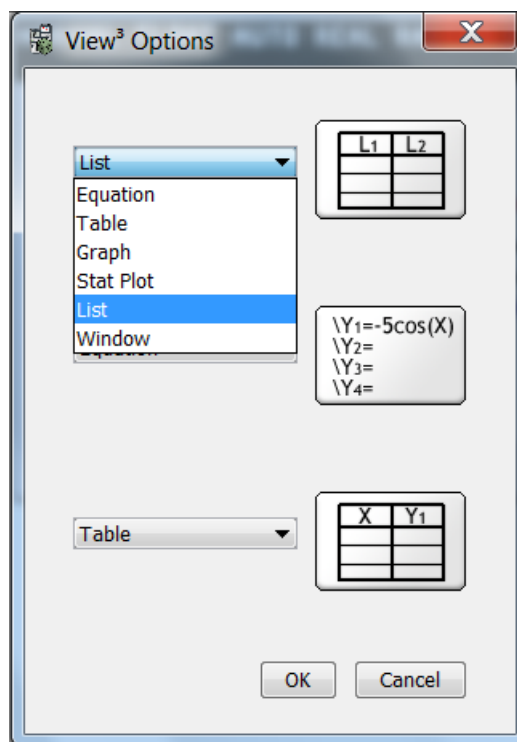 View³ Options
X
List
L1 L2
Equation
Table
Graph
Stat Plot
List
Window
\Y1=-5cos(X)
\Y2=
\Y3=
\Y4=
Table
X Y1
OK
Cancel